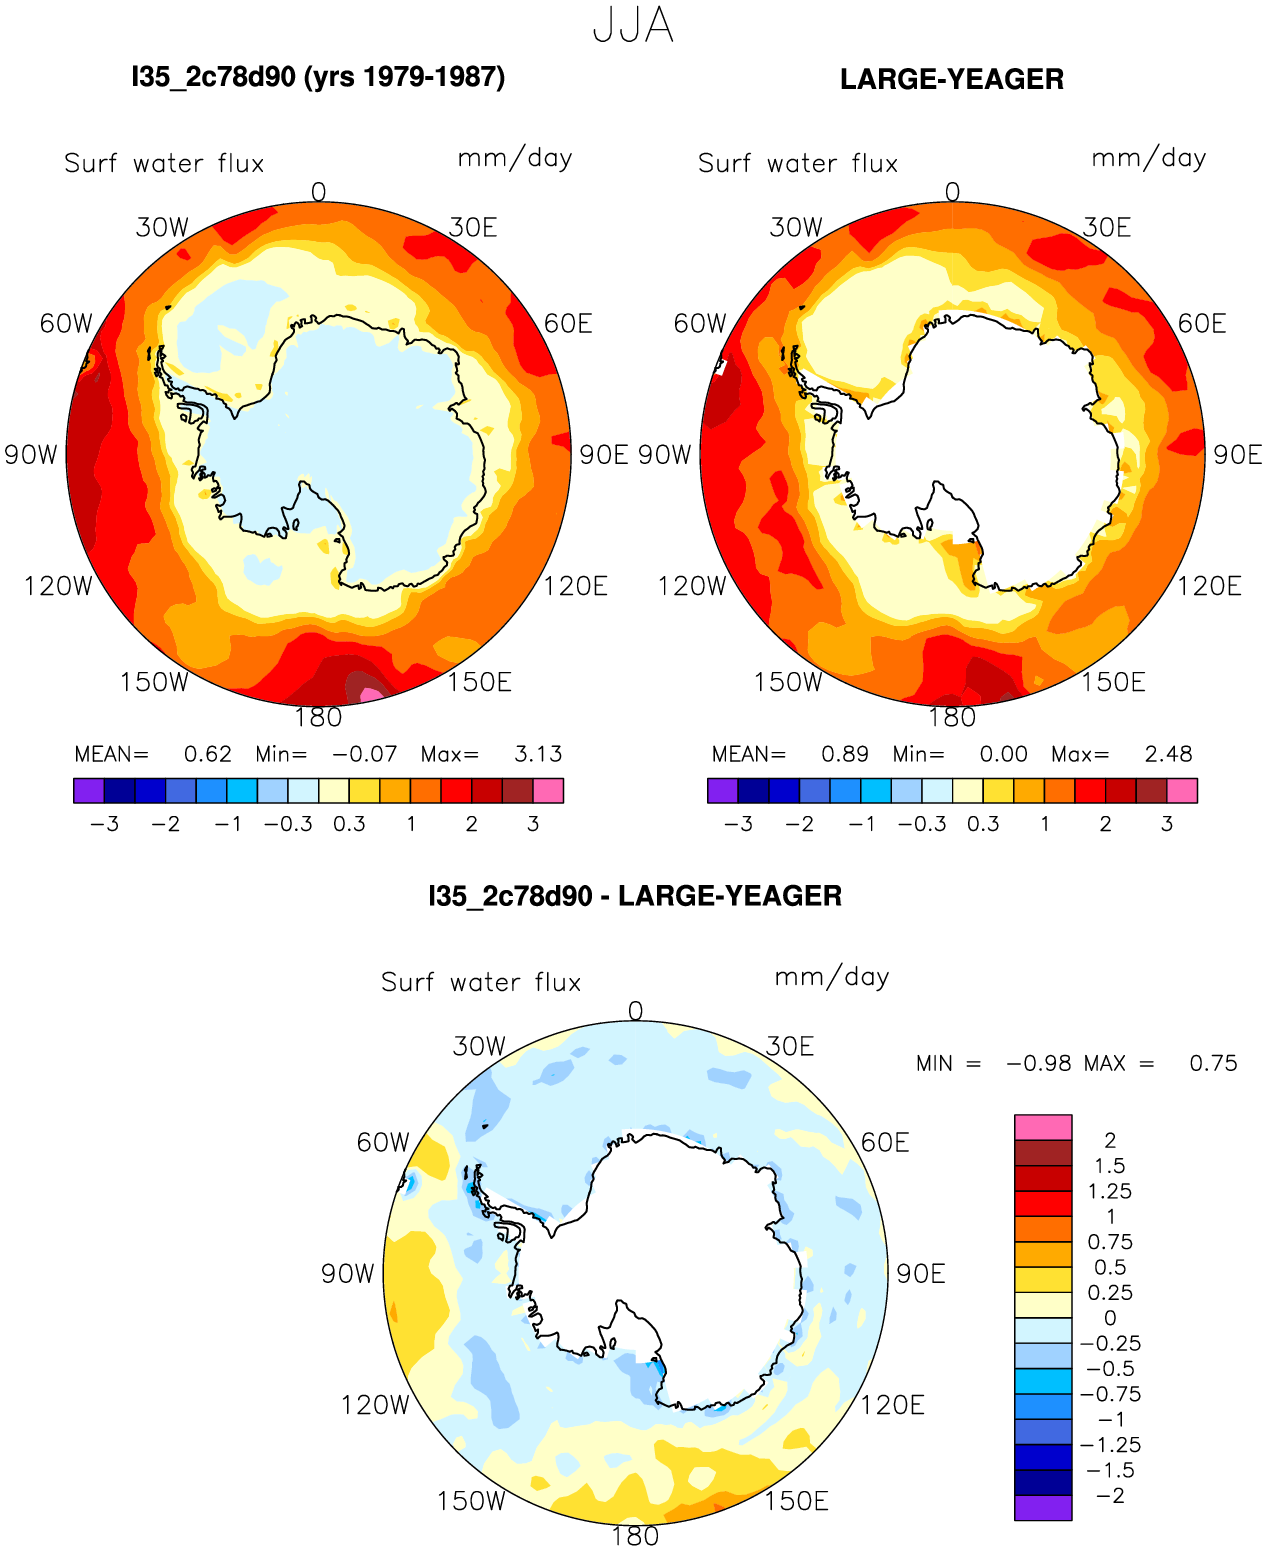 JJA
I35_2c78d90 (yrs 1979-1987)
LARGE-YEAGER
Surf water flux
mm/day
Surf water flux
mm/day
0
30W
30E
60W
60E
90W
90E
120W
120E
150W
150E
180
0
30W
30E
60W
60E
90W
90E
120W
120E
150W
150E
180
MEAN= 0.62 Min= -0.07 Max= 3.13
-3 -2 -1 -0.3 0.3 1 2 3
MEAN= 0.89 Min= 0.00 Max= 2.48
-3 -2 -1 -0.3 0.3 1 2 3
I35_2c78d90 - LARGE-YEAGER
Surf water flux
mm/day
0
30W
30E
60W
60E
90W
90E
120W
120E
150W
150E
180
MIN = -0.98 MAX = 0.75
2
1.5
1.25
1
0.75
0.5
0.25
0
-0.25
-0.5
-0.75
-1
-1.25
-1.5
-2